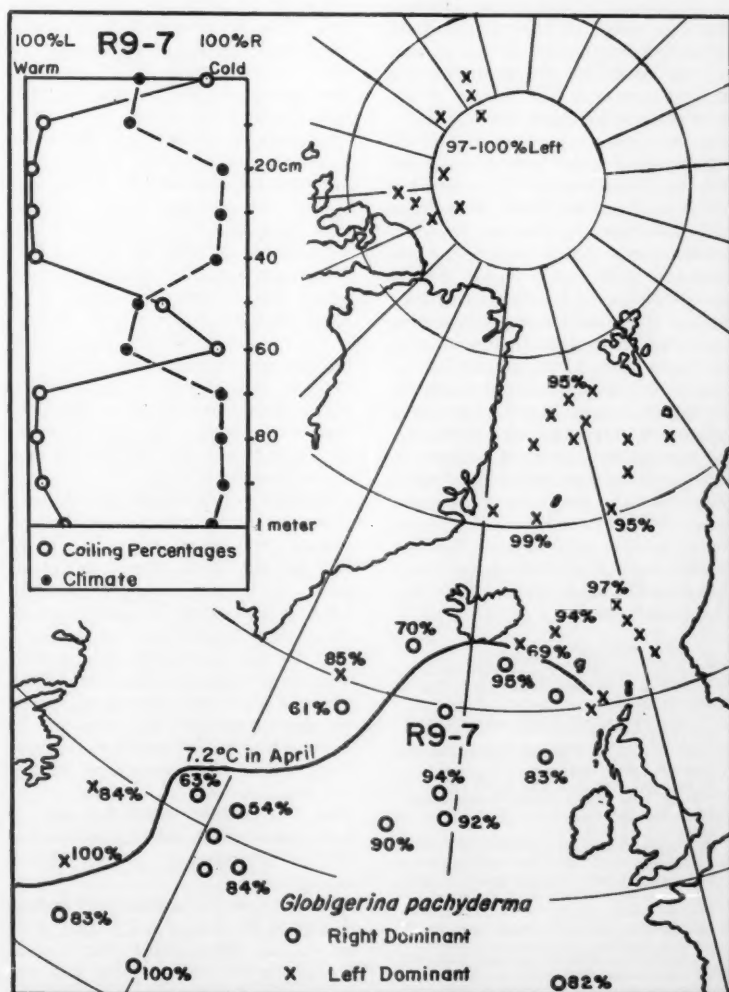 100%L R9-7 100%R
Warm Cold
20cm
40
60
80
1 meter
O Coiling Percentages
● Climate
97-100% Left
95%
95%
99%
97%
94%
70%
69%
85%
95%
61%
R9-7
7.2°C in April
83%
63%
94%
84%
54%
92%
90%
100%
84%
83%
Globigerina pachyderma
O Right Dominant
x Left Dominant
100%
82%